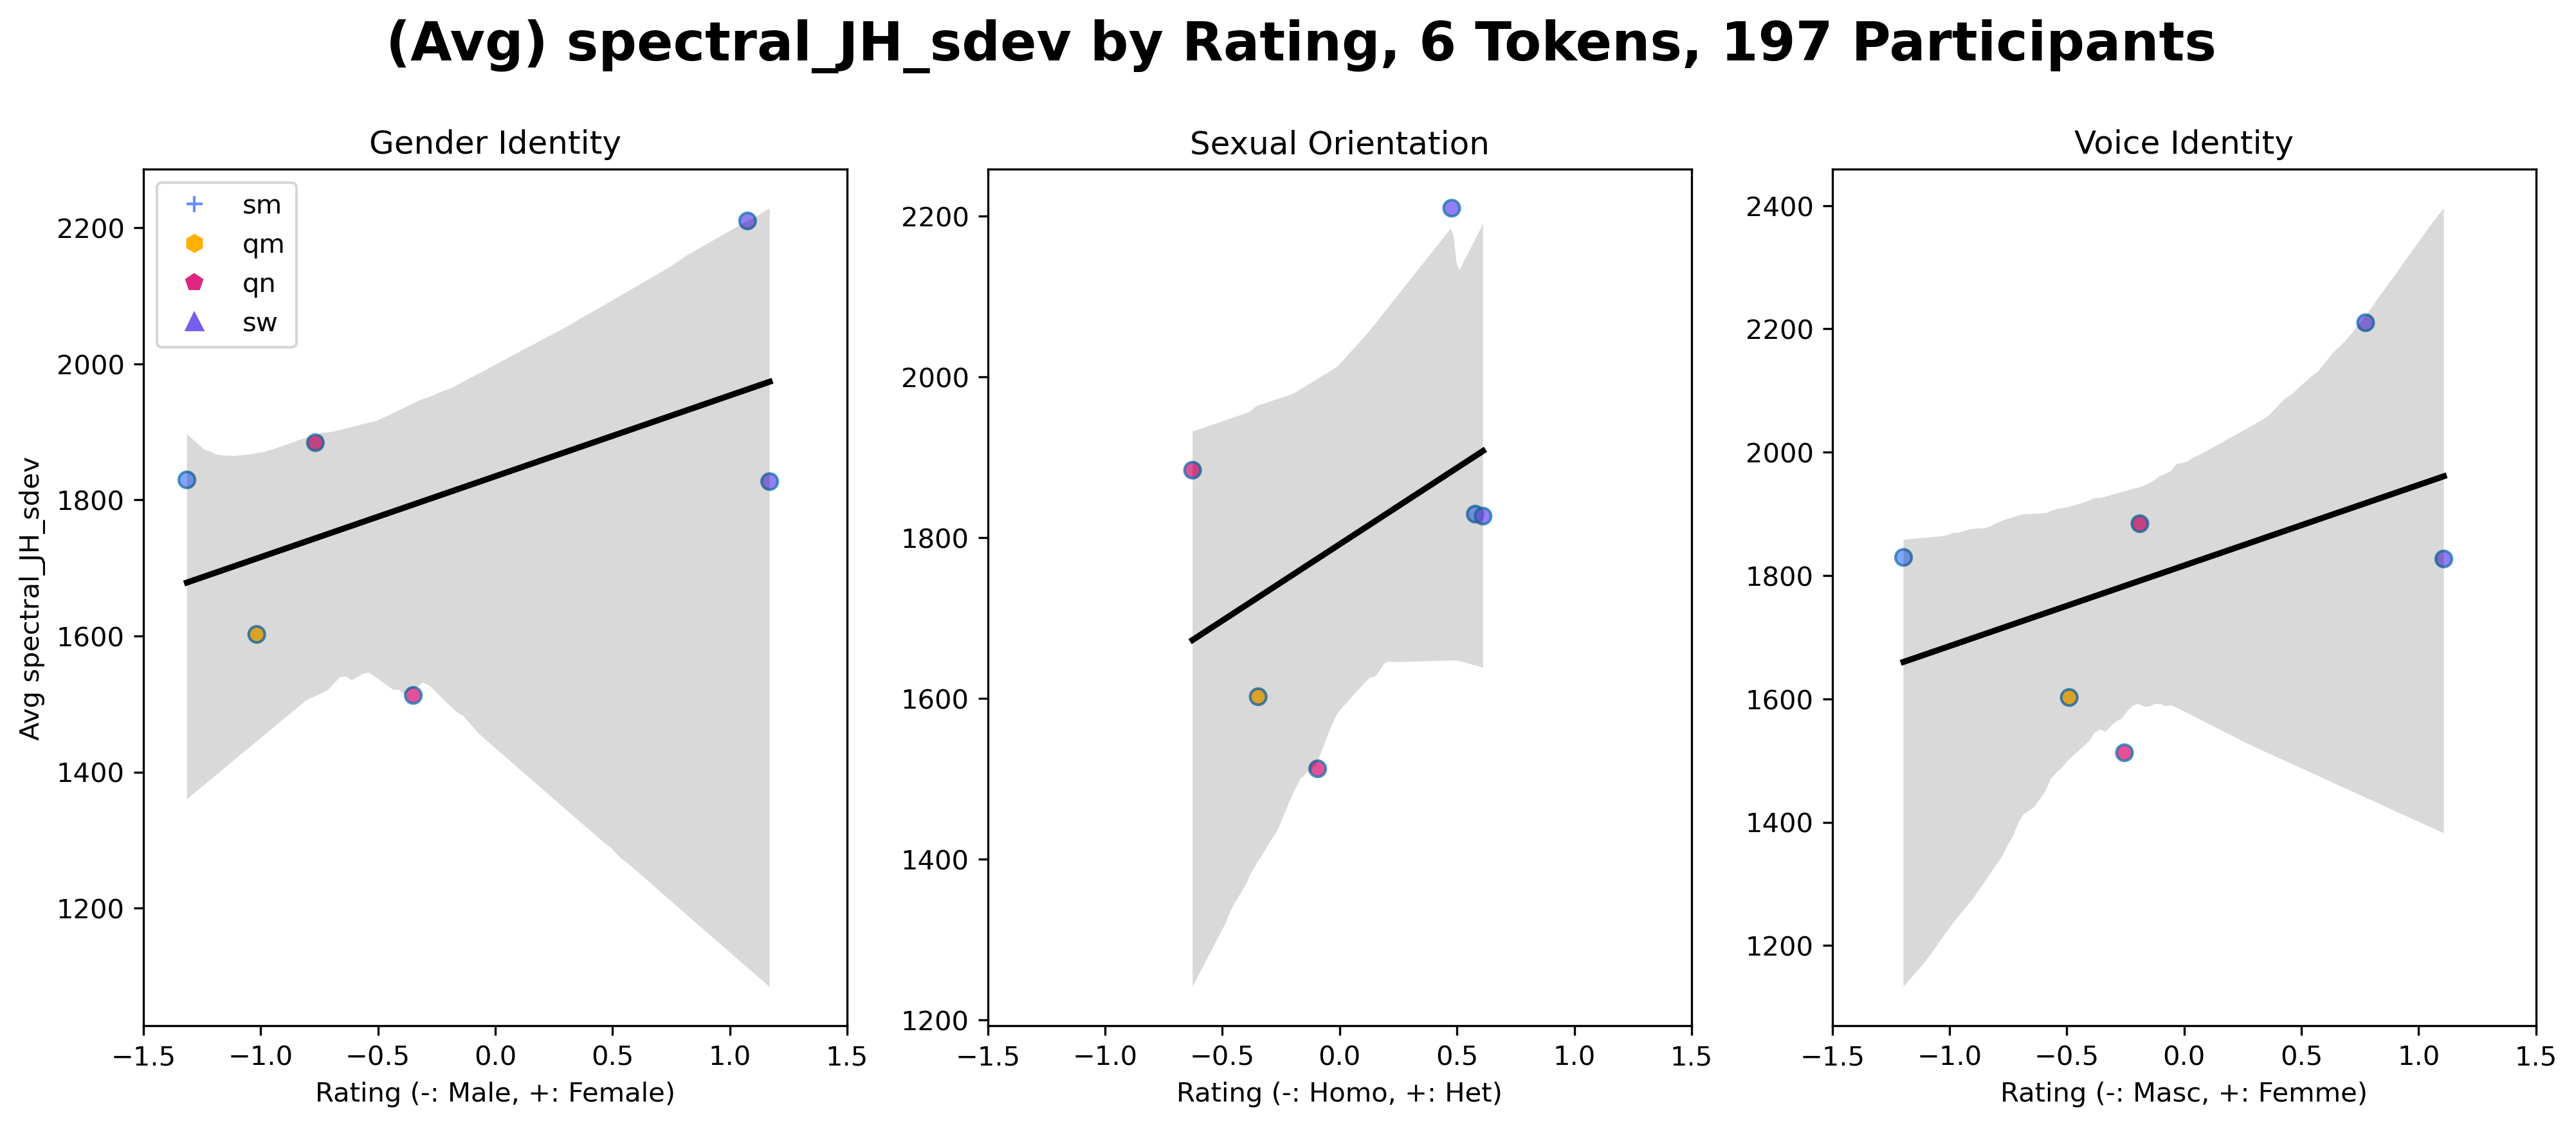 (Avg) spectral_JH_sdev by Rating, 6 Tokens, 197 Participants
Gender Identity
Sexual Orientation
Voice Identity
sm
qm
qn
sw
Avg spectral_JH_sdev
2200
2000
1800
1600
1400
1200
−1.5 −1.0 −0.5 0.0 0.5 1.0 1.5
Rating (-: Male, +: Female)
2200
2000
1800
1600
1400
1200
−1.5 −1.0 −0.5 0.0 0.5 1.0 1.5
Rating (-: Homo, +: Het)
2400
2200
2000
1800
1600
1400
1200
−1.5 −1.0 −0.5 0.0 0.5 1.0 1.5
Rating (-: Masc, +: Femme)